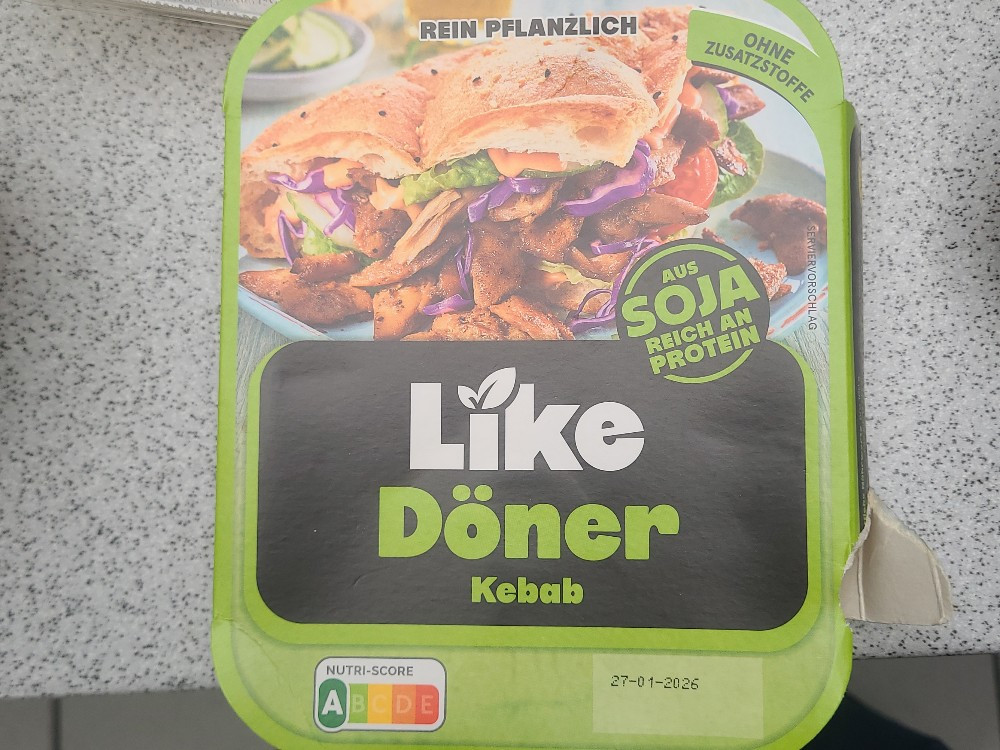 REIN PFLANZLICH
OHNE
ZUSATZSTOFFE
SERVIERVORSCHLAG
AUS
SOJA
REICH AN
PROTEIN
Like
Döner
Kebab
NUTRI-SCORE
A B C D E
27-01-2026